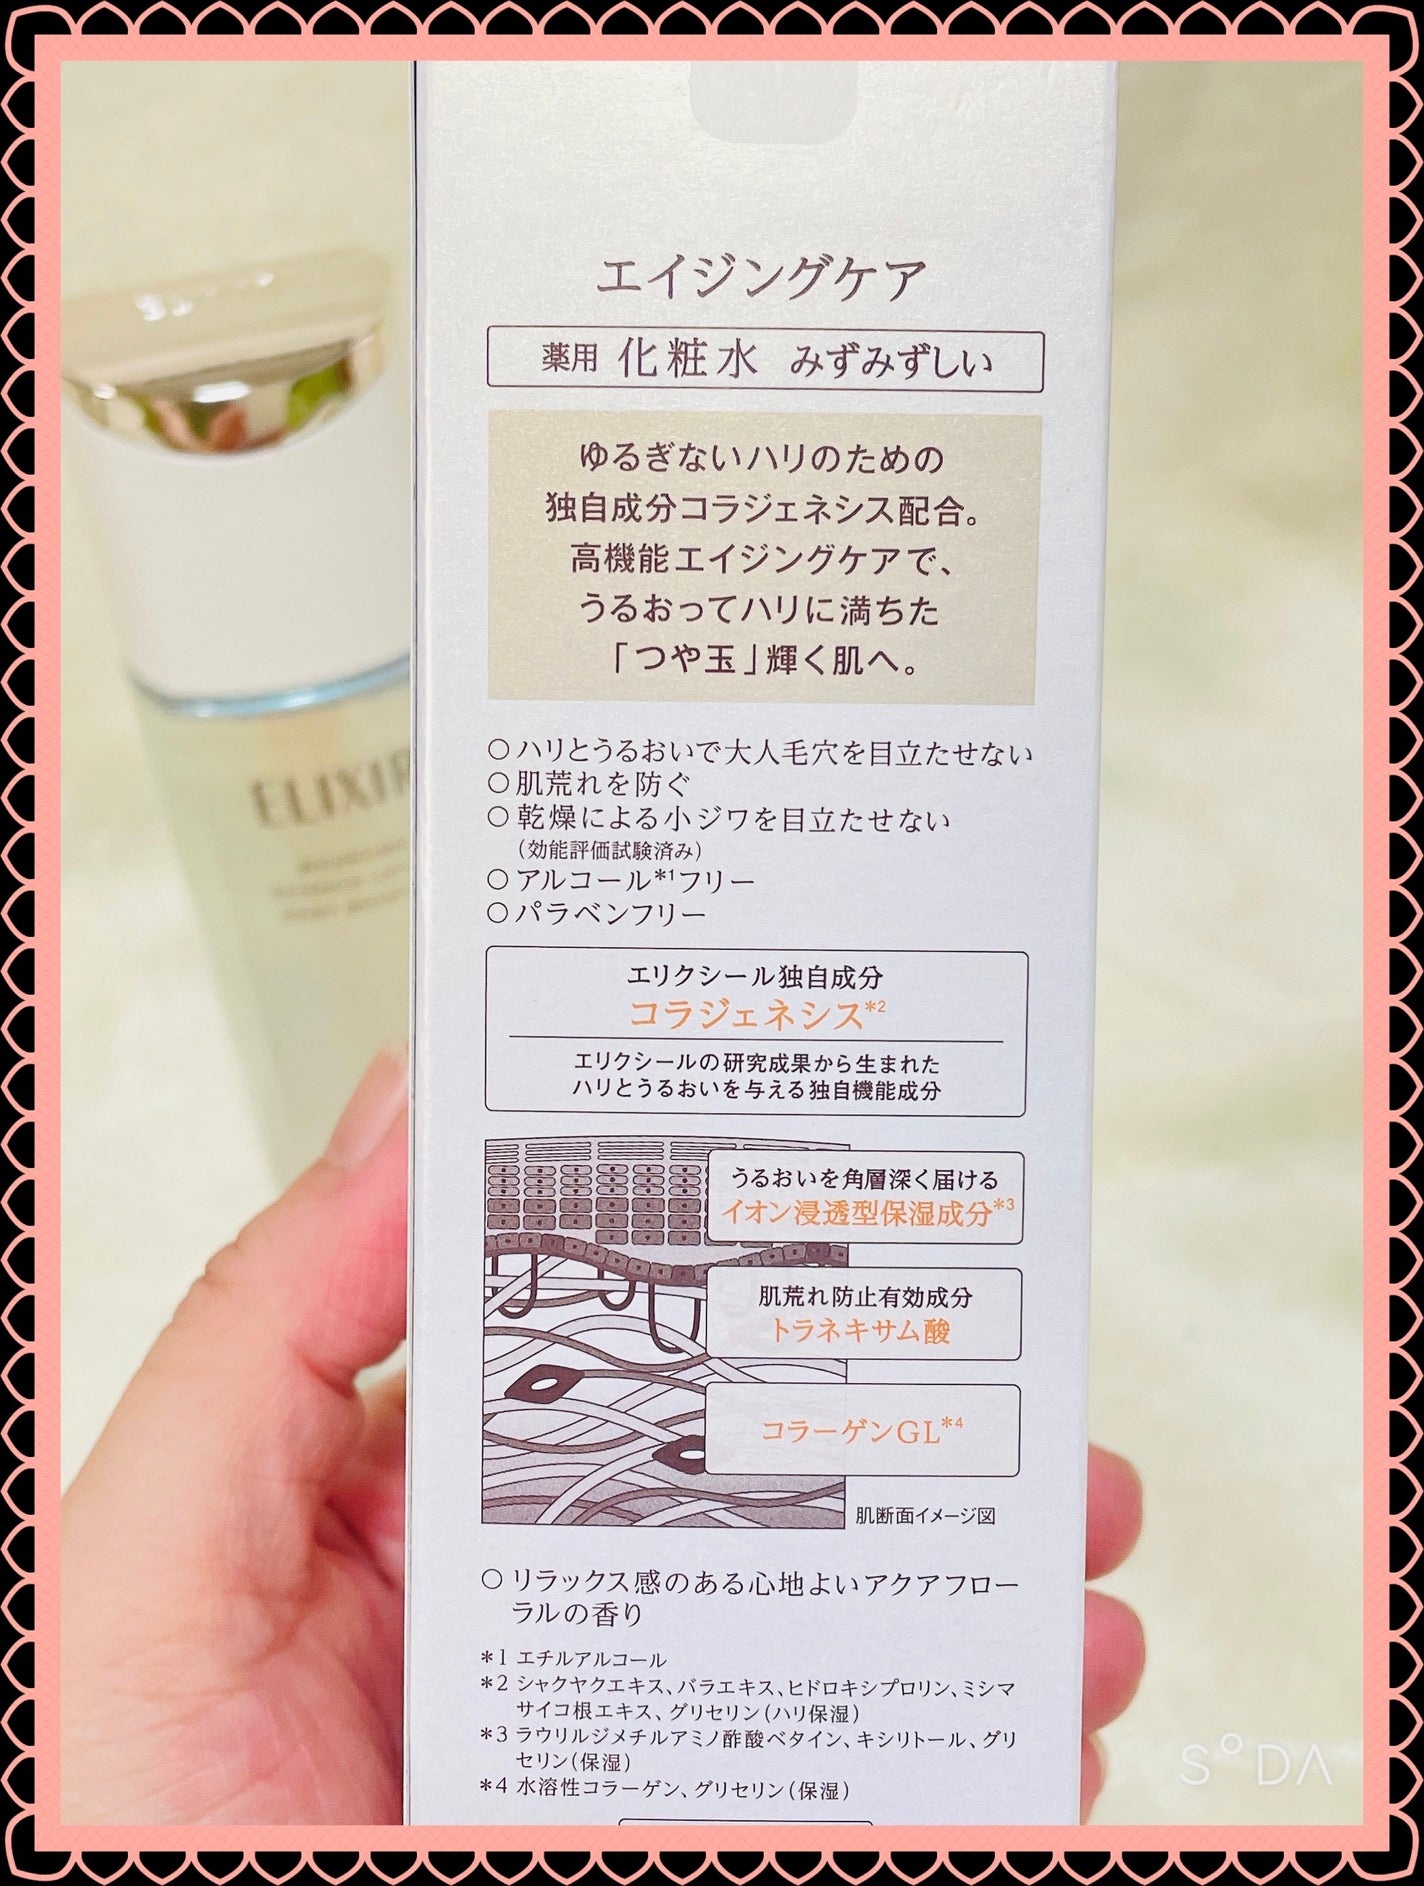 エイジングケア
薬用 化粧水 みずみずしい
ゆるぎないハリのための
独自成分コラジェネシス配合。
高機能エイジングケアで、
うるおってハリに満ちた
「つや玉」輝く肌へ。
○ハリとうるおいで大人毛穴を目立たせない
○肌荒れを防ぐ
○乾燥による小ジワを目立たせない
(効能評価試験済み)
○アルコール*1フリー
○パラベンフリー
エリクシール独自成分
コラジェネシス*2
エリクシールの研究成果から生まれた
ハリとうるおいを与える独自機能成分
うるおいを角層深く届ける
イオン浸透型保湿成分*3
肌荒れ防止有効成分
トラネキサム酸
コラーゲンGL*4
肌断面イメージ図
○リラックス感のある心地よいアクアフロー
ラルの香り
*1 エチルアルコール
*2 シャクヤクエキス、バラエキス、ヒドロキシプロリン、ミシマ
サイコ根エキス、グリセリン(ハリ保湿)
*3 ラウリルジメチルアミノ酢酸ベタイン、キシリトール、グリ
セリン(保湿)
*4 水溶性コラーゲン、グリセリン(保湿)
ELIXIR
SODA